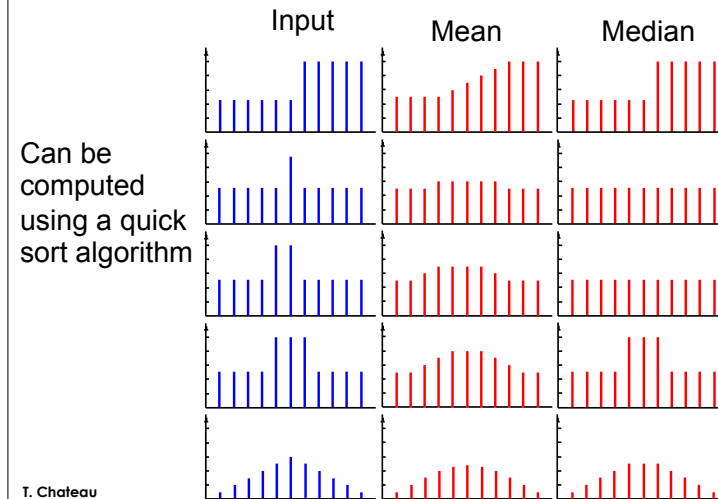 Input
Mean
Median
Can be
computed
using a quick
sort algorithm
T. Chateau